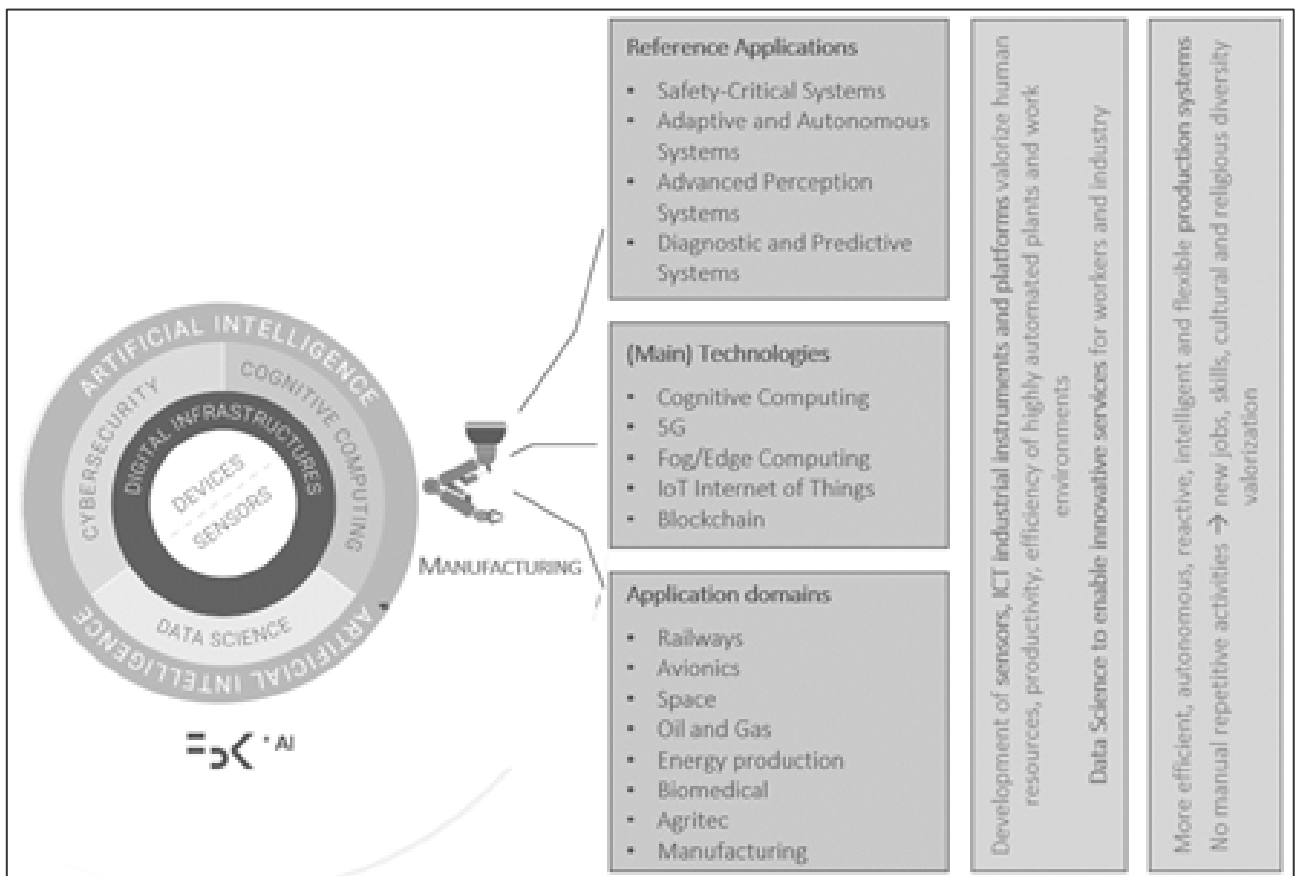 ARTIFICIAL INTELLIGENCE
CYBERSECURITY
COGNITIVE COMPUTING
DIGITAL INFRASTRUCTURES
DEVICES
SENSORS
DATA SCIENCE
ARTIFICIAL INTELLIGENCE
FBK • AI
MANUFACTURING
Reference Applications
• Safety-Critical Systems
• Adaptive and Autonomous
Systems
• Advanced Perception
Systems
• Diagnostic and Predictive
Systems
(Main) Technologies
• Cognitive Computing
• 5G
• Fog/Edge Computing
• IoT Internet of Things
• Blockchain
Application domains
• Railways
• Avionics
• Space
• Oil and Gas
• Energy production
• Biomedical
• Agritec
• Manufacturing
Development of sensors, ICT industrial instruments and platforms valorize human
resources, productivity, efficiency of highly automated plants and work
environments
Data Science to enable innovative services for workers and industry
More efficient, autonomous, reactive, intelligent and flexible production systems
No manual repetitive activities → new jobs, skills, cultural and religious diversity
valorization